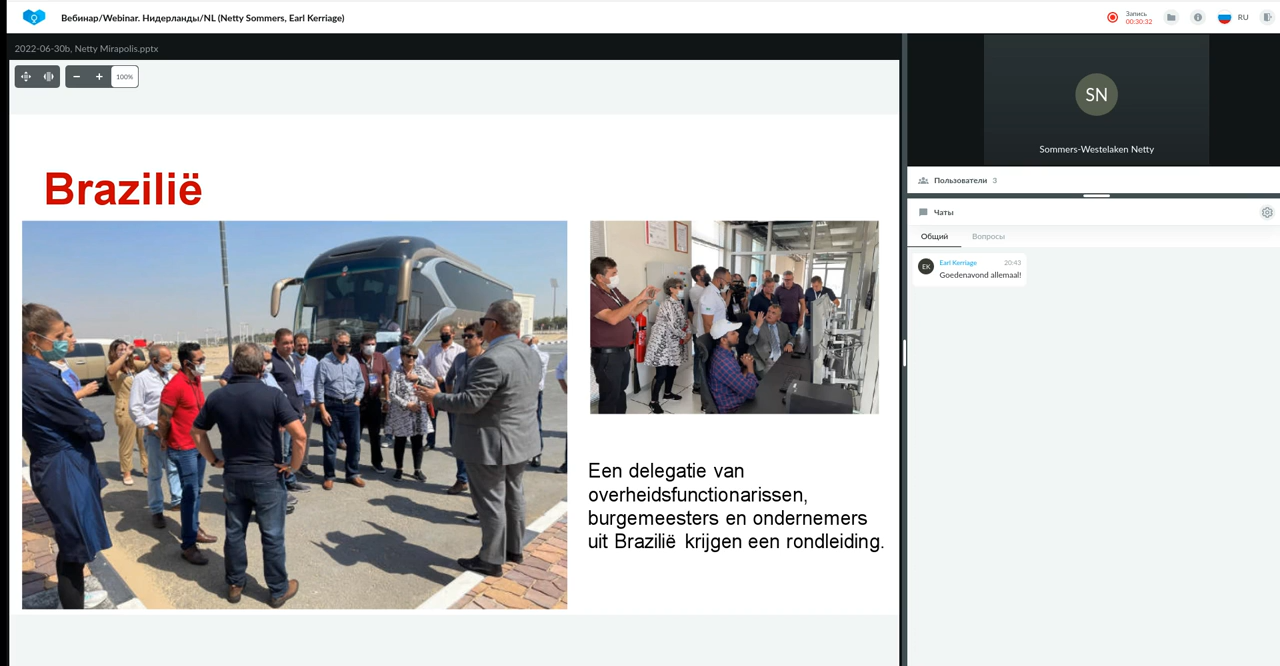 Вебинар/Webinar. Нидерланды/NL (Netty Sommers, Earl Kerriage)
Запись
00:30:32
RU
2022-06-30b, Netty Mirapolis.pptx
100%
Brazilië
Een delegatie van
overheidsfunctionarissen,
burgemeesters en ondernemers
uit Brazilië krijgen een rondleiding.
SN
Sommers-Westelaken Netty
Пользователи 3
Чаты
Общий Вопросы
EK
Earl Kerriage 20:43
Goedenavond allemaal!